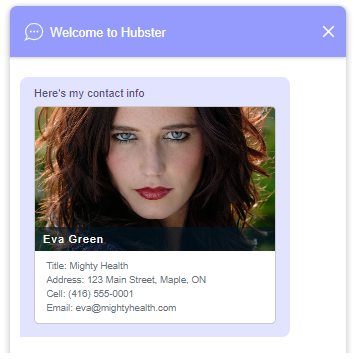 Welcome to Hubster
Here's my contact info
Eva Green
Title: Mighty Health
Address: 123 Main Street, Maple, ON
Cell: (416) 555-0001
Email: eva@mightyhealth.com